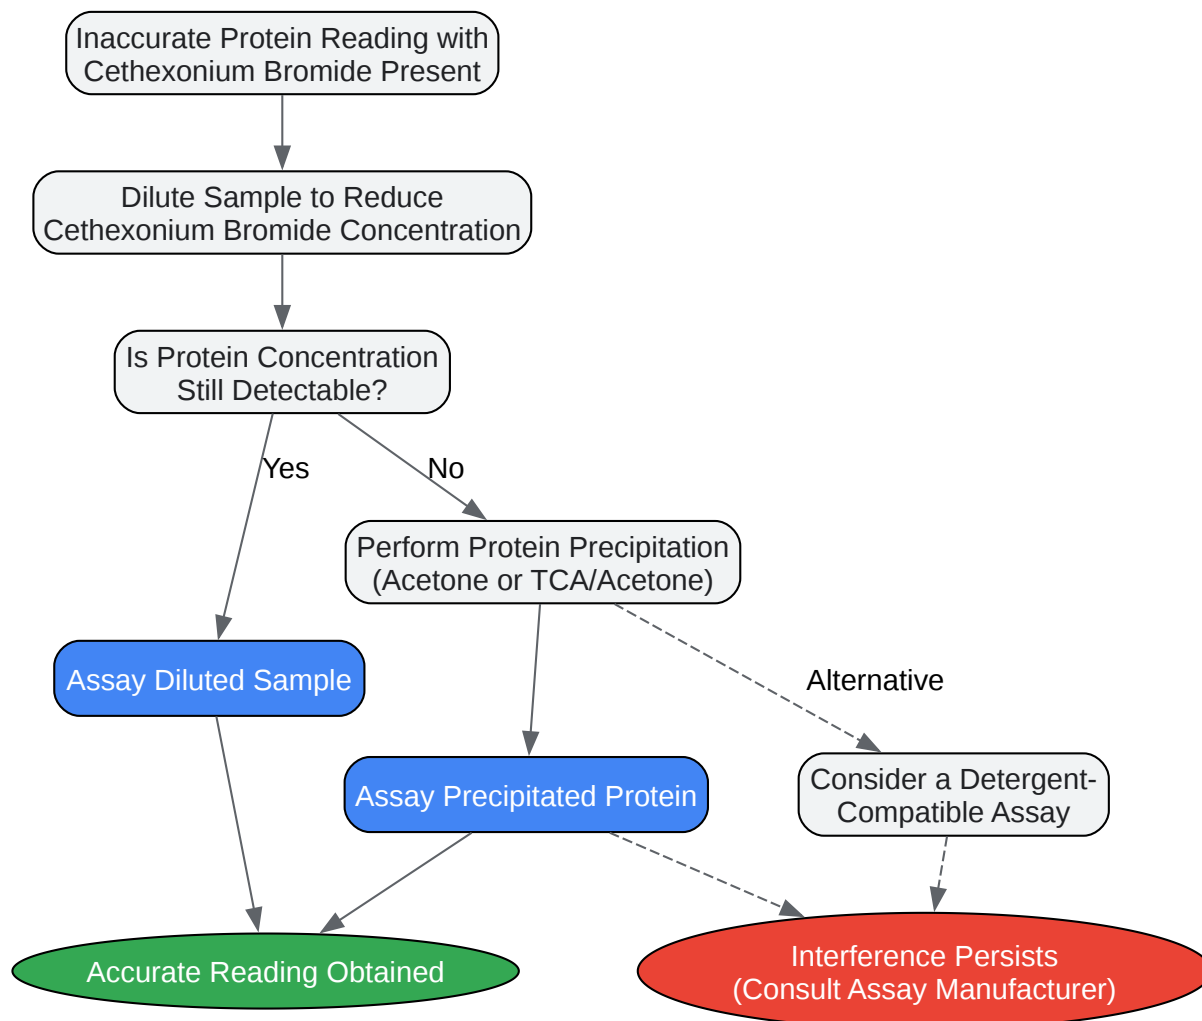 Inaccurate Protein Reading with
Cethexonium Bromide Present
Dilute Sample to Reduce
Cethexonium Bromide Concentration
Is Protein Concentration
Still Detectable?
Yes
No
Perform Protein Precipitation
(Acetone or TCA/Acetone)
Assay Diluted Sample
Alternative
Assay Precipitated Protein
Consider a Detergent-
Compatible Assay
Accurate Reading Obtained
Interference Persists
(Consult Assay Manufacturer)